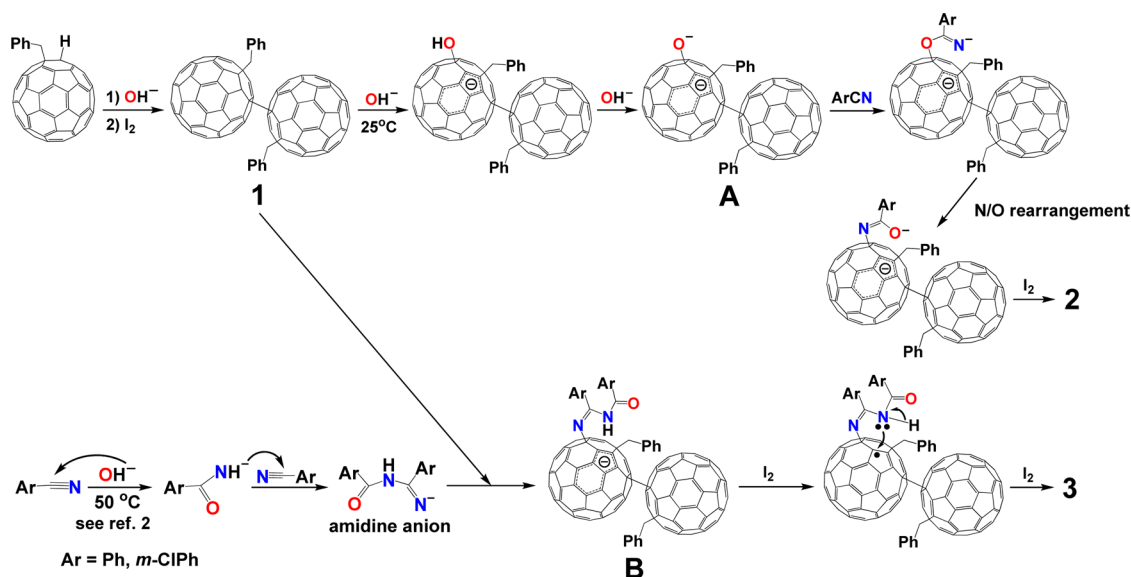 Ph H
1) OH⁻
2) I₂
Ph
Ph
1
OH⁻
25°C
HO
⊖
Ph
Ph
OH⁻
O⁻
⊖
Ph
Ph
A
ArCN
Ar
O N⁻
⊖
Ph
Ph
N/O rearrangement
Ar
N O⁻
⊖
Ph
Ph
I₂
2
Ar N
OH⁻
50 °C
see ref. 2
NH⁻
Ar
O
N Ar
H
Ar N Ar
O N⁻
amidine anion
Ar = Ph, m-ClPh
Ar Ar
O
N N
H
⊖
Ph
Ph
B
I₂
Ar Ar
O
N N H
Ph
Ph
I₂
3